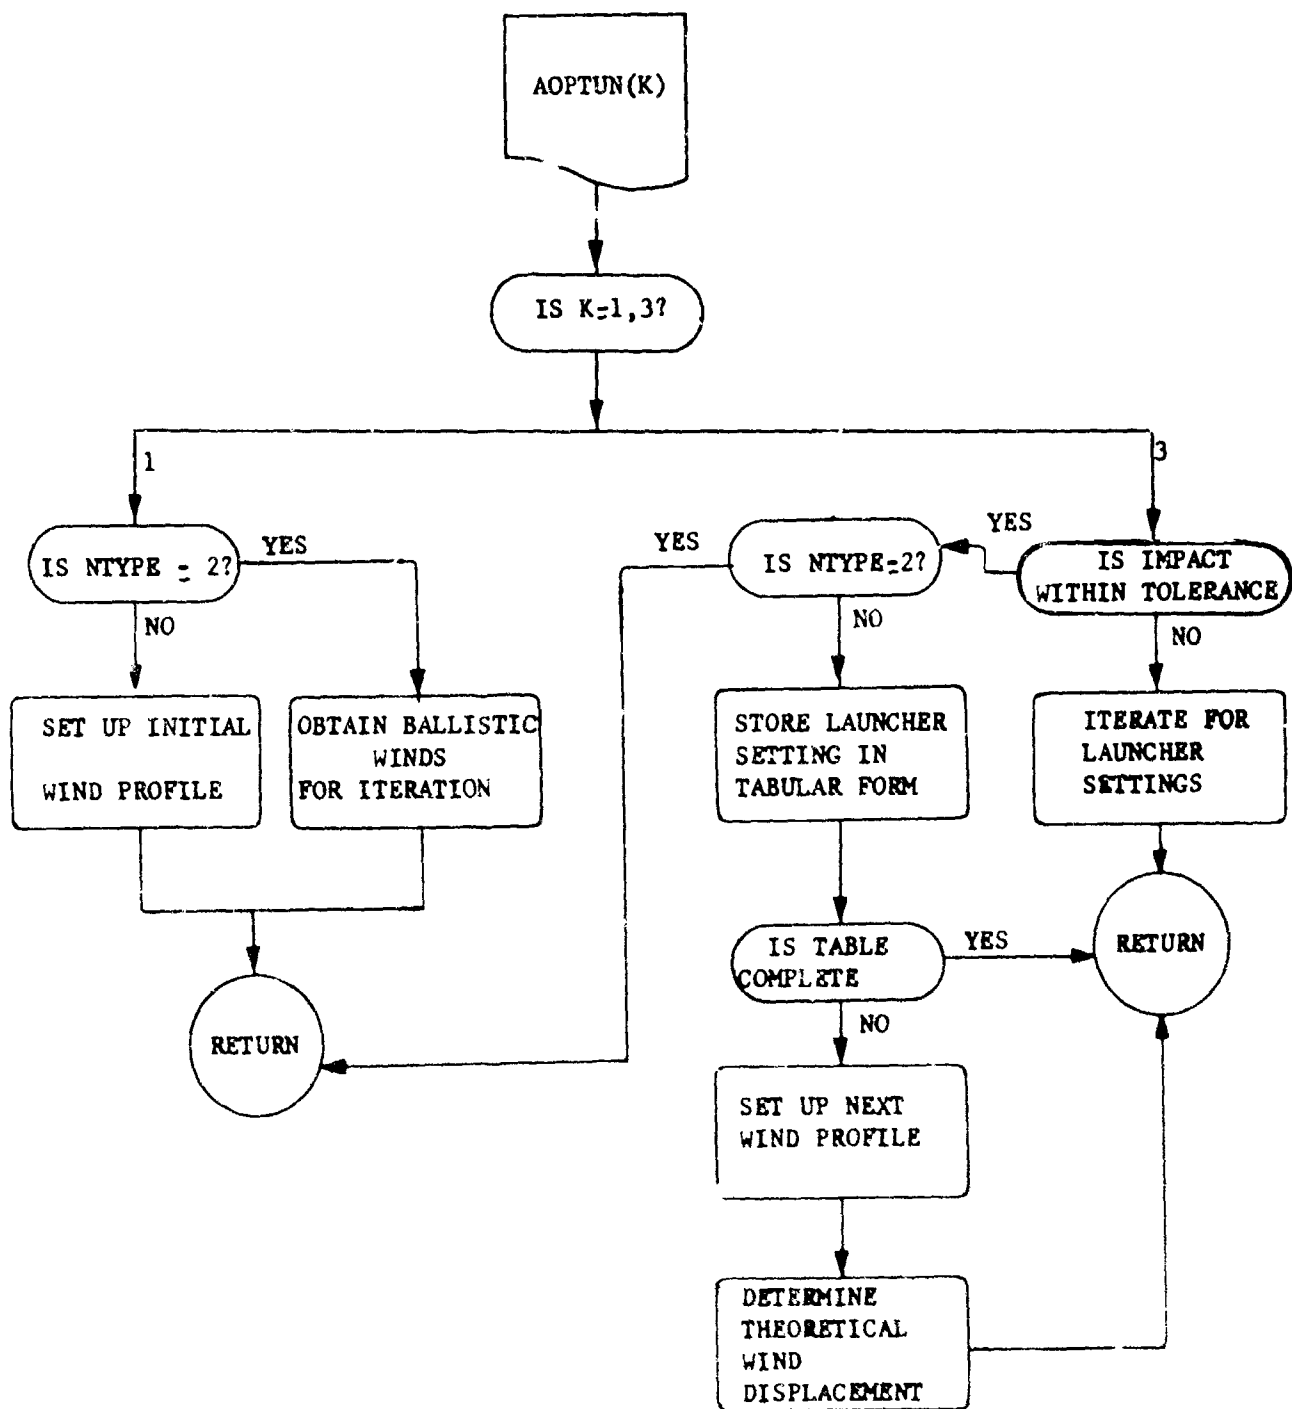 AOPTUN(K)
IS K=1,3?
1
3
IS NTYPE = 2?
YES
NO
YES
IS NTYPE=2?
YES
NO
IS IMPACT
WITHIN TOLERANCE
NO
SET UP INITIAL
WIND PROFILE
OBTAIN BALLISTIC
WINDS
FOR ITERATION
STORE LAUNCHER
SETTING IN
TABULAR FORM
ITERATE FOR
LAUNCHER
SETTINGS
IS TABLE
COMPLETE
YES
NO
RETURN
RETURN
SET UP NEXT
WIND PROFILE
DETERMINE
THEORETICAL
WIND
DISPLACEMENT